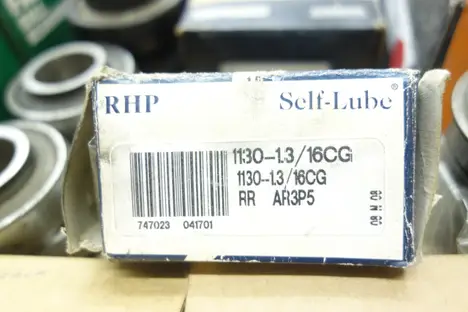 RHP Self-Lube®
1130-1.3/16CG
1130--1.3/16CG
RR AR3P5
747023 041701
08 N 08